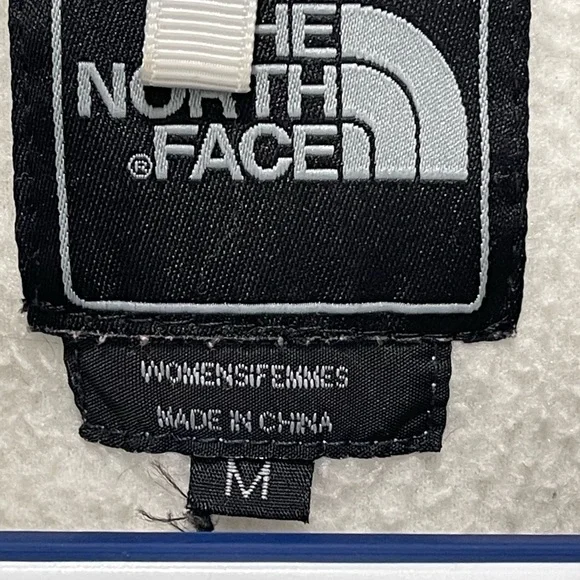 HE
NORTH
®FACE
WOMENS/FEMMES
MADE IN CHINA
M